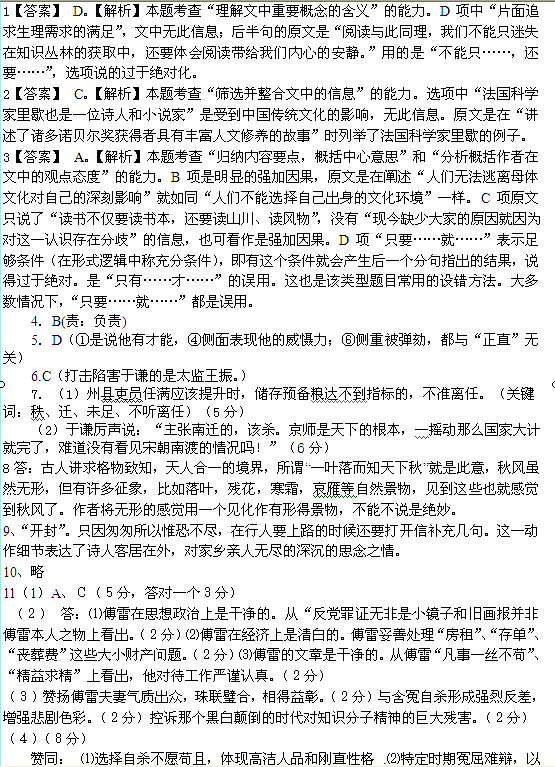 1【答案】 D。【解析】本题考查“理解文中重要概念的含义”的能力。D 项中“片面追
求生理需求的满足”，文中无此信息；后半句的原文是“阅读与此同理，我们不能只迷失
在知识丛林的获取中，还要体会阅读带给我们内心的安静。”用的是“不能只……，还
要……”，选项说的过于绝对化。
2【答案】 C。【解析】本题考查“筛选并整合文中的信息”的能力。选项中“法国科学
家里歇也是一位诗人和小说家”是受到中国传统文化的影响，无此信息。原文是在“讲
述了诸多诺贝尔奖获得者具有丰富人文修养的故事”时列举了法国科学家里歇的例子。
3【答案】 A。【解析】本题考查“归纳内容要点，概括中心意思”和“分析概括作者在
文中的观点态度”的能力。B 项是明显的强加因果，原文是在阐述“人们无法逃离母体
文化对自己的深刻影响”就如同“人们不能选择自己出身的文化环境”一样。C 项原文
只说了“读书不仅要读书本，还要读山川、读风物”，没有“现今缺少大家的原因就因为
对这一认识存在分歧”的信息，也可看作是强加因果。D 项“只要……就……”表示足
够条件（在形式逻辑中称充分条件），即有这个条件就会产生后一个分句指出的结果，说
得过于绝对。是“只有……才……”的误用。这也是该类型题目常用的设错方法。大多
数情况下，“只要……就……”都是误用。
4．B(责：负责)
5．D（①是说他有才能，④侧面表现他的威慑力；⑥侧重被弹劾，都与“正直”无
关）
6.C（打击陷害于谦的是太监王振。）
7．（1）州县吏员任满应该提升时，储存预备粮达不到指标的，不准离任。（关键
词：秩、迁、未足、不听离任）（5 分）
（2）于谦厉声说：“主张南迁的，该杀。京师是天下的根本，一摇动那么国家大计
就完了，难道没有看见宋朝南渡的情况吗！”（6 分）
8 答：古人讲求格物致知，天人合一的境界，所谓“一叶落而知天下秋”就是此意，秋风虽
然无形，但有许多征象，比如落叶，残花，寒霜，哀雁等自然景物，见到这些也就感觉
到秋风了。作者将无形的感觉用一个见化作有形得景物，不能不说是绝妙。
9、“开封”。只因匆匆所以惟恐不尽，在行人要上路的时候还要打开信补充几句。这一动
作细节表达了诗人客居在外，对家乡亲人无尽的深沉的思念之情。
10、略
11（1）A、C（5分，答对一个3分）
（2） 答：⑴傅雷在思想政治上是干净的。从“反党罪证无非是小镜子和旧画报并非
傅雷本人之物上看出。（2分）⑵傅雷在经济上是清白的。傅雷妥善处理“房租”、“存单”、
“丧葬费”这些大小财产问题。（2分）⑶傅雷的文章是干净的。从傅雷“凡事一丝不苟”、
“精益求精”上看出，他对待工作严谨认真。（2分）
（3）赞扬傅雷夫妻气质出众，珠联璧合，相得益彰。（2分）与含冤自杀形成强烈反差，
增强悲剧色彩。（2分）控诉那个黑白颠倒的时代对知识分子精神的巨大残害。（2分）
（4）（8分）
赞同： ⑴选择自杀不愿苟且，体现高洁人品和刚直性格 .⑵特定时期冤屈难辩，以